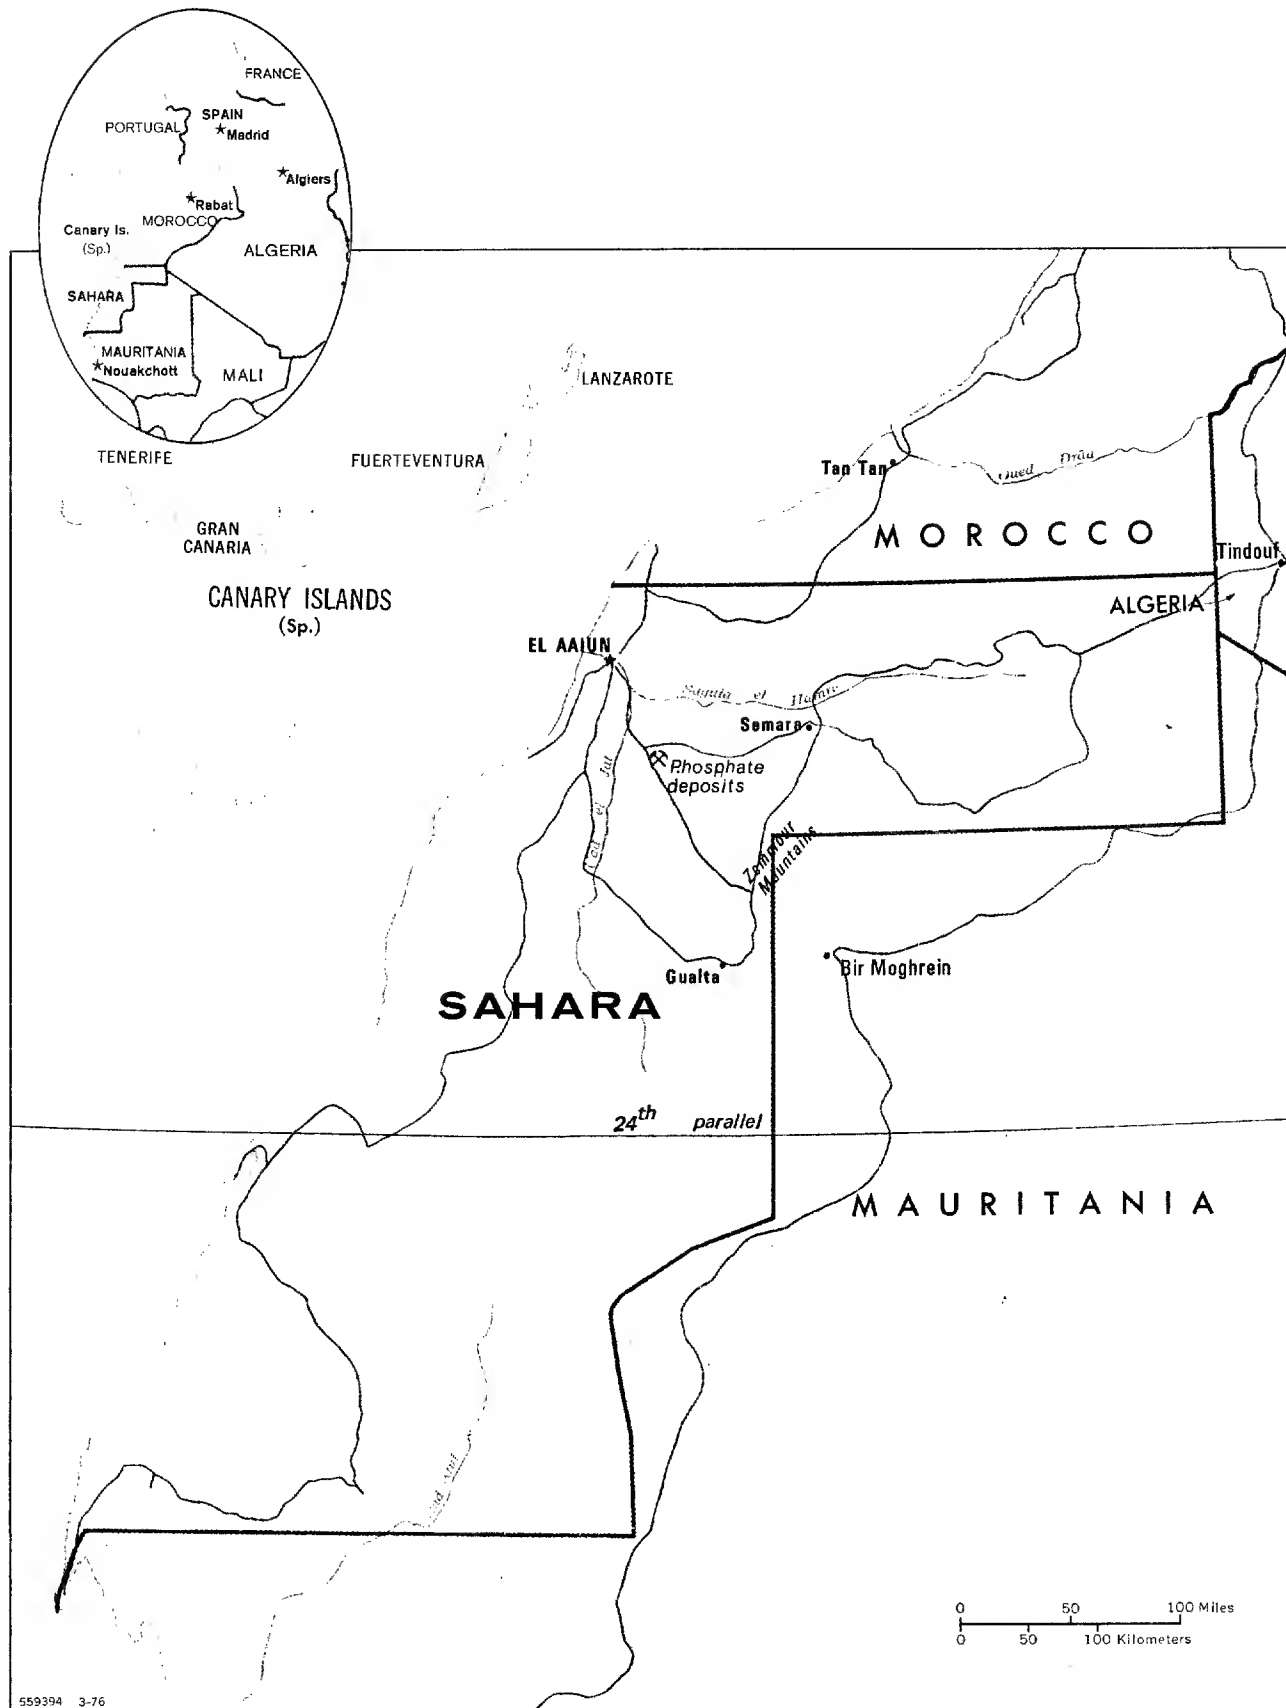 FRANCE
SPAIN
PORTUGAL
Madrid
Algiers
Rabat
MOROCCO
Canary Is.
(Sp.)
ALGERIA
SAHARA
MAURITANIA
Nouakchott
MALI
LANZAROTE
TENERIFE
FUERTEVENTURA
Tan Tan
Oued Drâa
GRAN
CANARIA
MOROCCO
Tindouf
CANARY ISLANDS
(Sp.)
ALGERIA
EL AAIUN
el
Semara
Phosphate
deposits
Zemmour
Mountains
Gualta
Bir Moghrein
SAHARA
24th parallel
MAURITANIA
0 50 100 Miles
0 50 100 Kilometers
559394 3-76